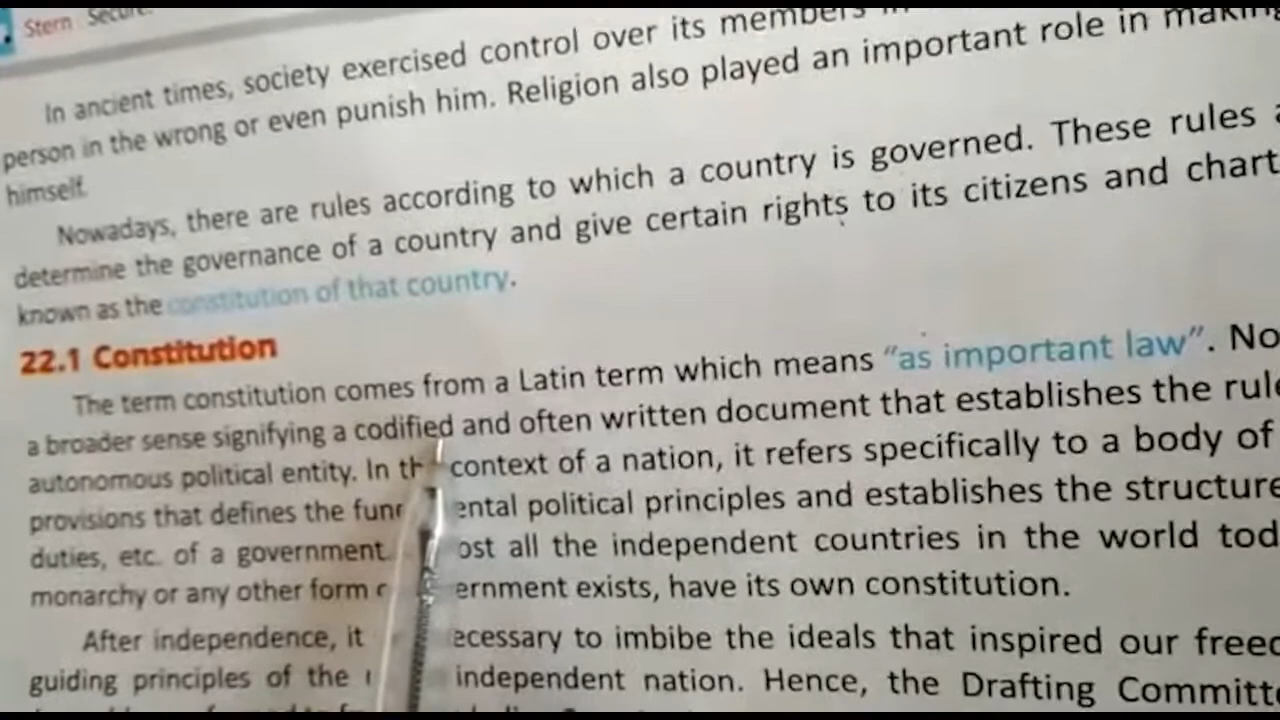 Stern Secure.
In ancient times, society exercised control over its members in
person in the wrong or even punish him. Religion also played an important role in making
himself.
Nowadays, there are rules according to which a country is governed. These rules
determine the governance of a country and give certain rights to its citizens and chart
known as the constitution of that country.
22.1 Constitution
The term constitution comes from a Latin term which means “as important law”. No
a broader sense signifying a codified and often written document that establishes the rule
autonomous political entity. In th context of a nation, it refers specifically to a body of
provisions that defines the fun ental political principles and establishes the structure
duties, etc. of a government. ost all the independent countries in the world tod
monarchy or any other form ernment exists, have its own constitution.
After independence, it ecessary to imbibe the ideals that inspired our freed
guiding principles of the independent nation. Hence, the Drafting Committe